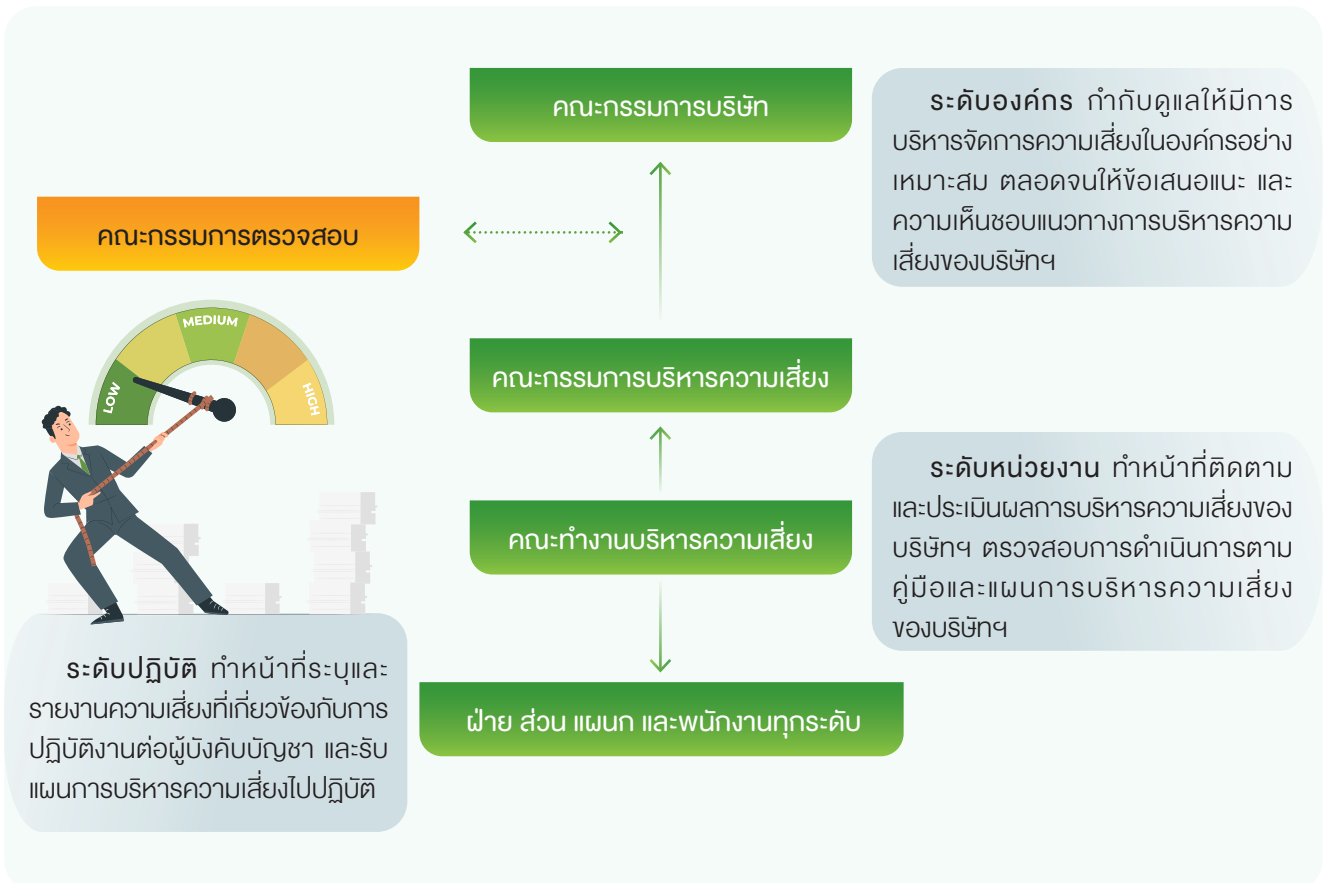 คณะกรรมการบริษัท
ระดับองค์กร กำกับดูแลให้มีการ
บริหารจัดการความเสี่ยงในองค์กรอย่าง
เหมาะสม ตลอดจนให้ข้อเสนอแนะ และ
ความเห็นชอบแนวทางการบริหารความ
เสี่ยงของบริษัทฯ
คณะกรรมการตรวจสอบ
LOW
MEDIUM
HIGH
คณะกรรมการบริหารความเสี่ยง
คณะทำงานบริหารความเสี่ยง
ระดับหน่วยงาน ทำหน้าที่ติดตาม
และประเมินผลการบริหารความเสี่ยงของ
บริษัทฯ ตรวจสอบการดำเนินการตาม
คู่มือและแผนการบริหารความเสี่ยง
ของบริษัทฯ
ระดับปฏิบัติ ทำหน้าที่ระบุและ
รายงานความเสี่ยงที่เกี่ยวข้องกับการ
ปฏิบัติงานต่อผู้บังคับบัญชา และรับ
แผนการบริหารความเสี่ยงไปปฏิบัติ
ฝ่าย ส่วน แผนก และพนักงานทุกระดับ